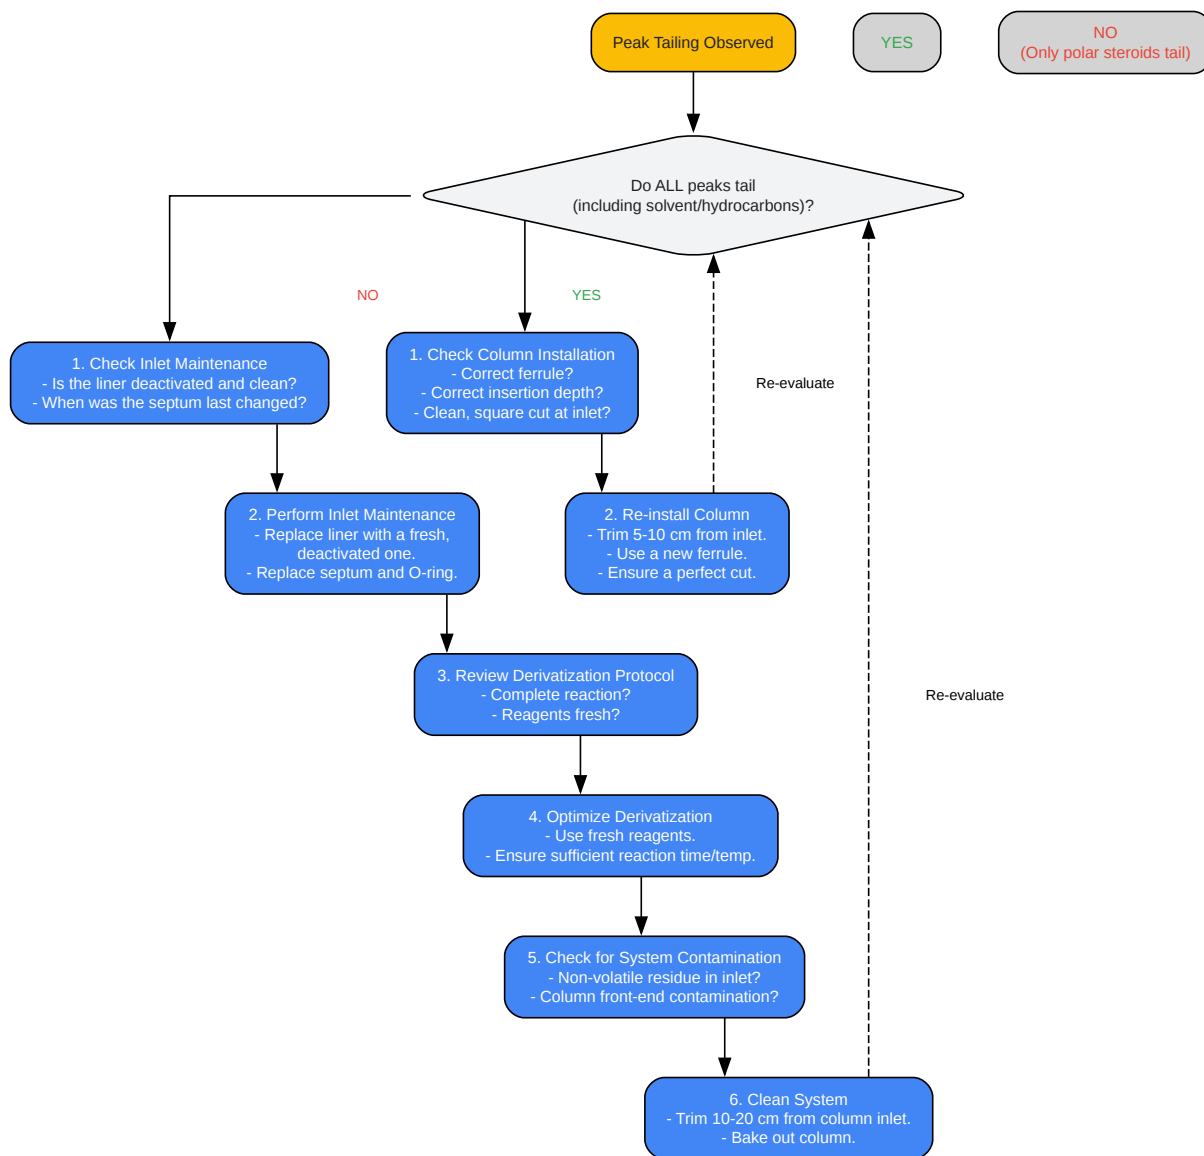 Peak Tailing Observed
YES
NO
(Only polar steroids tail)
Do ALL peaks tail
(including solvent/hydrocarbons)?
NO
YES
1. Check Inlet Maintenance
- Is the liner deactivated and clean?
- When was the septum last changed?
1. Check Column Installation
- Correct ferrule?
- Correct insertion depth?
- Clean, square cut at inlet?
Re-evaluate
2. Perform Inlet Maintenance
- Replace liner with a fresh,
deactivated one.
- Replace septum and O-ring.
2. Re-install Column
- Trim 5-10 cm from inlet.
- Use a new ferrule.
- Ensure a perfect cut.
3. Review Derivatization Protocol
- Complete reaction?
- Reagents fresh?
Re-evaluate
4. Optimize Derivatization
- Use fresh reagents.
- Ensure sufficient reaction time/temp.
5. Check for System Contamination
- Non-volatile residue in inlet?
- Column front-end contamination?
6. Clean System
- Trim 10-20 cm from column inlet.
- Bake out column.